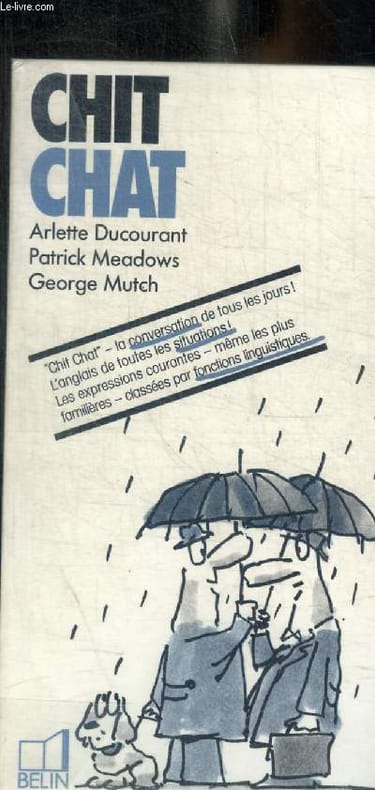 Le-livre.com
CHIT
CHAT
Arlette Ducourant
Patrick Meadows
George Mutch
"Chit Chat" – la conversation de tous les jours !
L'anglais de toutes les situations !
Les expressions courantes – même les plus
familières – classées par fonctions linguistiques.
BELIN